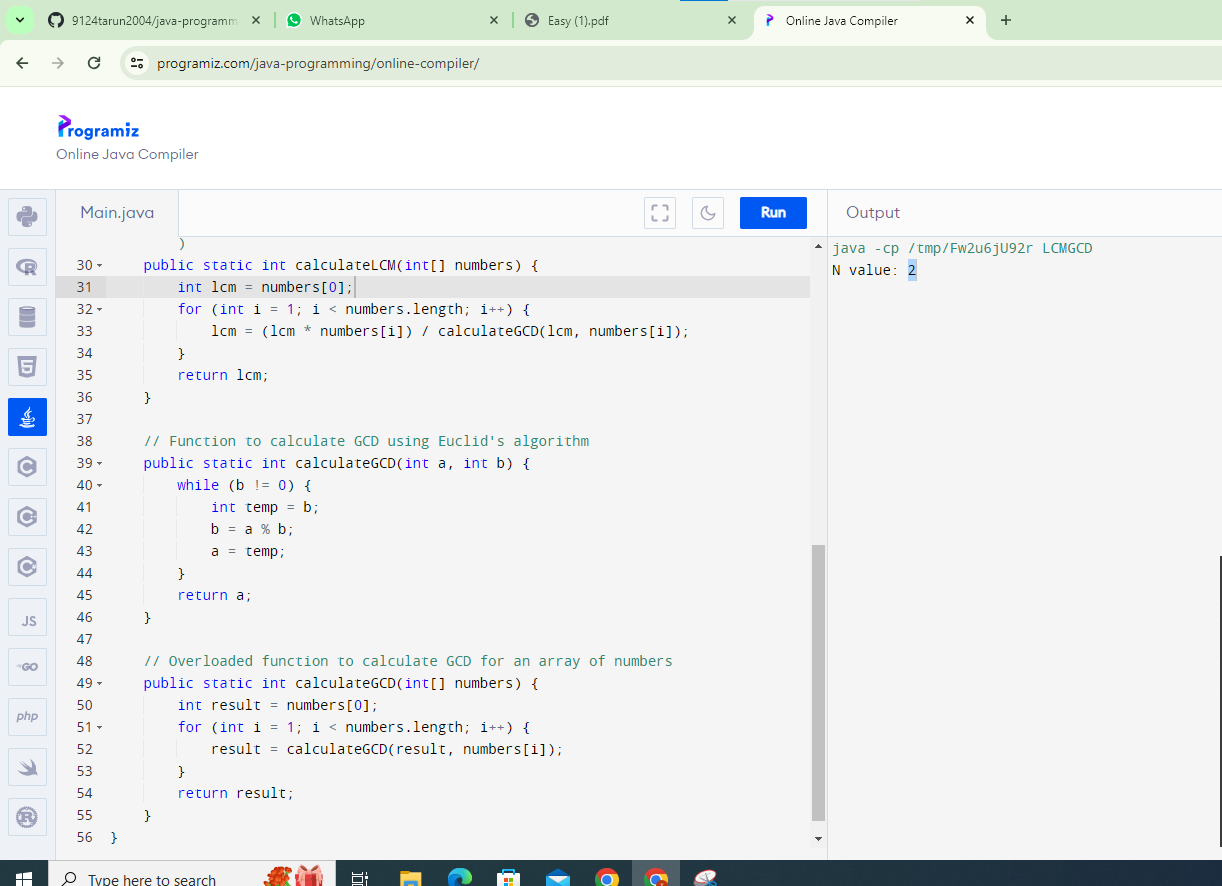 9124tarun2004/java-programm
WhatsApp
Easy (1).pdf
Online Java Compiler
programiz.com/java-programming/online-compiler/
Programiz
Online Java Compiler
Main.java
Run
Output
)
30 public static int calculateLCM(int[] numbers) {
31 int lcm = numbers[0];
32 for (int i = 1; i < numbers.length; i++) {
33 lcm = (lcm * numbers[i]) / calculateGCD(lcm, numbers[i]);
34 }
35 return lcm;
36 }
37
38 // Function to calculate GCD using Euclid's algorithm
39 public static int calculateGCD(int a, int b) {
40 while (b != 0) {
41 int temp = b;
42 b = a % b;
43 a = temp;
44 }
45 return a;
46 }
47
48 // Overloaded function to calculate GCD for an array of numbers
49 public static int calculateGCD(int[] numbers) {
50 int result = numbers[0];
51 for (int i = 1; i < numbers.length; i++) {
52 result = calculateGCD(result, numbers[i]);
53 }
54 return result;
55 }
56 }
java -cp /tmp/Fw2u6jU92r LCMGCD
N value: 2
R
5
C
C
C
JS
GO
php
R
Type here to search